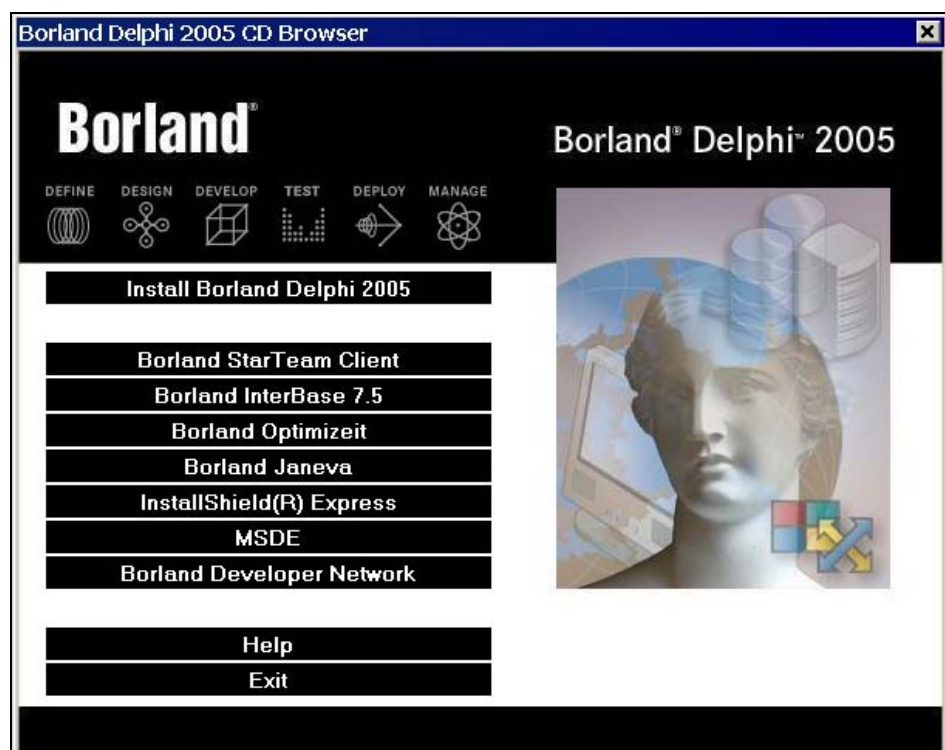 Borland Delphi 2005 CD Browser
Borland®
Borland® Delphi™ 2005
DEFINE DESIGN DEVELOP TEST DEPLOY MANAGE
Install Borland Delphi 2005
Borland StarTeam Client
Borland InterBase 7.5
Borland Optimizeit
Borland Janeva
InstallShield(R) Express
MSDE
Borland Developer Network
Help
Exit